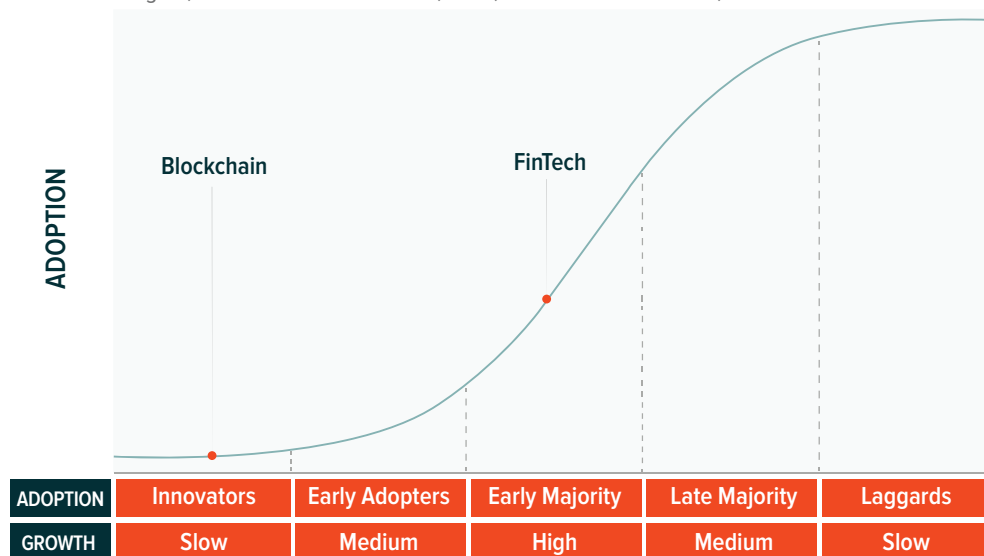 Blockchain
FinTech
ADOPTION
ADOPTION Innovators Early Adopters Early Majority Late Majority Laggards
GROWTH Slow Medium High Medium Slow